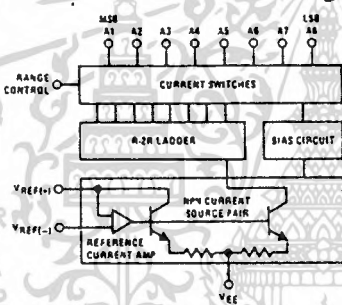 MSB
LSB
A1 A2 A3 A4 A5 A6 A7 A8
RANGE
CONTROL
CURRENT SWITCHES
R-2R LADDER
BIAS CIRCUIT
VREF(+)
NPN CURRENT
SOURCE PAIR
VREF(−)
REFERENCE
CURRENT AMP
VEE